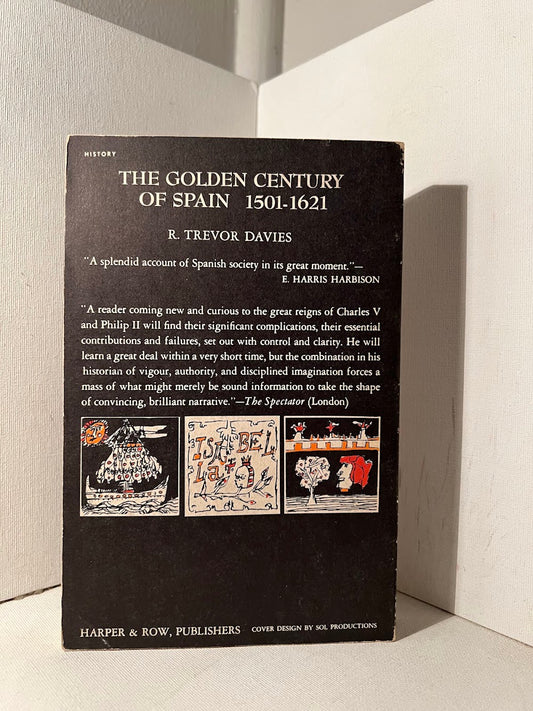 HISTORY
THE GOLDEN CENTURY
OF SPAIN 1501-1621
R. TREVOR DAVIES
"A splendid account of Spanish society in its great moment."—
E. HARRIS HARBISON
"A reader coming new and curious to the great reigns of Charles V
and Philip II will find their significant complications, their essential
contributions and failures, set out with control and clarity. He will
learn a great deal within a very short time, but the combination in his
historian of vigour, authority, and disciplined imagination forces a
mass of what might merely be sound information to take the shape
of convincing, brilliant narrative."—The Spectator (London)
ISABEL
LA
HARPER & ROW, PUBLISHERS COVER DESIGN BY SOL PRODUCTIONS